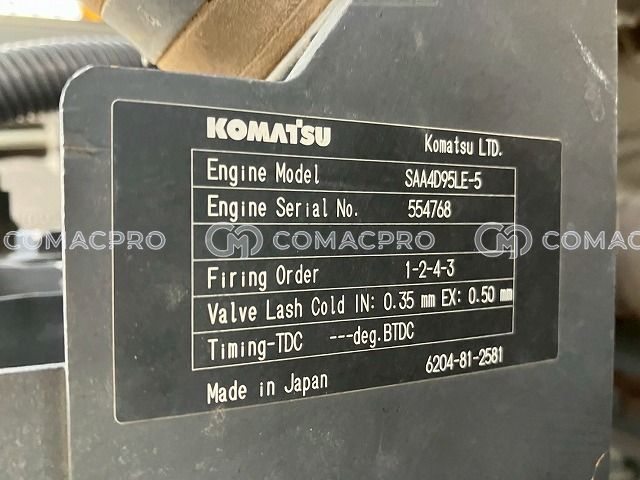 KOMATSU Komatsu LTD.
Engine Model SAA4D95LE-5
Engine Serial No. 554768
COMACPRO COMACPRO COMACPRO
Firing Order 1-2-4-3
Valve Lash Cold IN: 0.35 mm EX: 0.50 mm
Timing-TDC ---deg.BTDC
6204-81-2581
Made in Japan